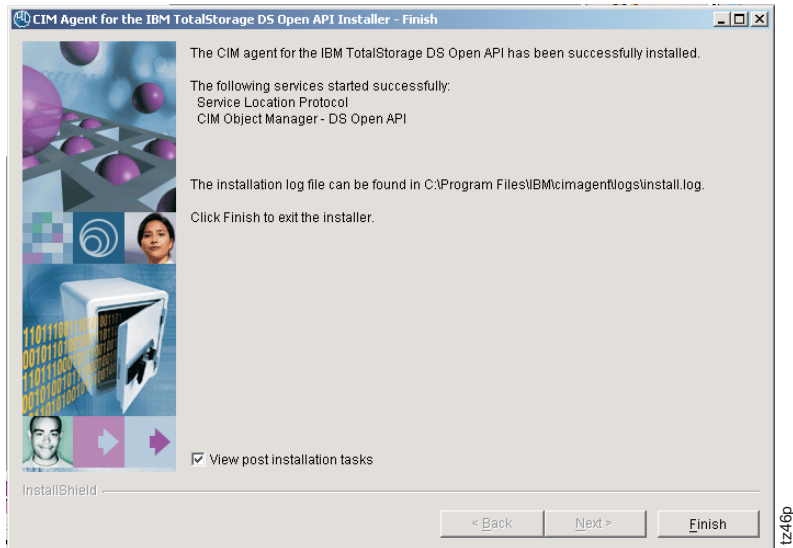 CIM Agent for the IBM TotalStorage DS Open API Installer - Finish
The CIM agent for the IBM TotalStorage DS Open API has been successfully installed.
The following services started successfully:
Service Location Protocol
CIM Object Manager - DS Open API
The installation log file can be found in C:\Program Files\IBM\cimagent\logs\install.log.
Click Finish to exit the installer.
View post installation tasks
InstallShield
< Back
Next >
Finish
tz46p